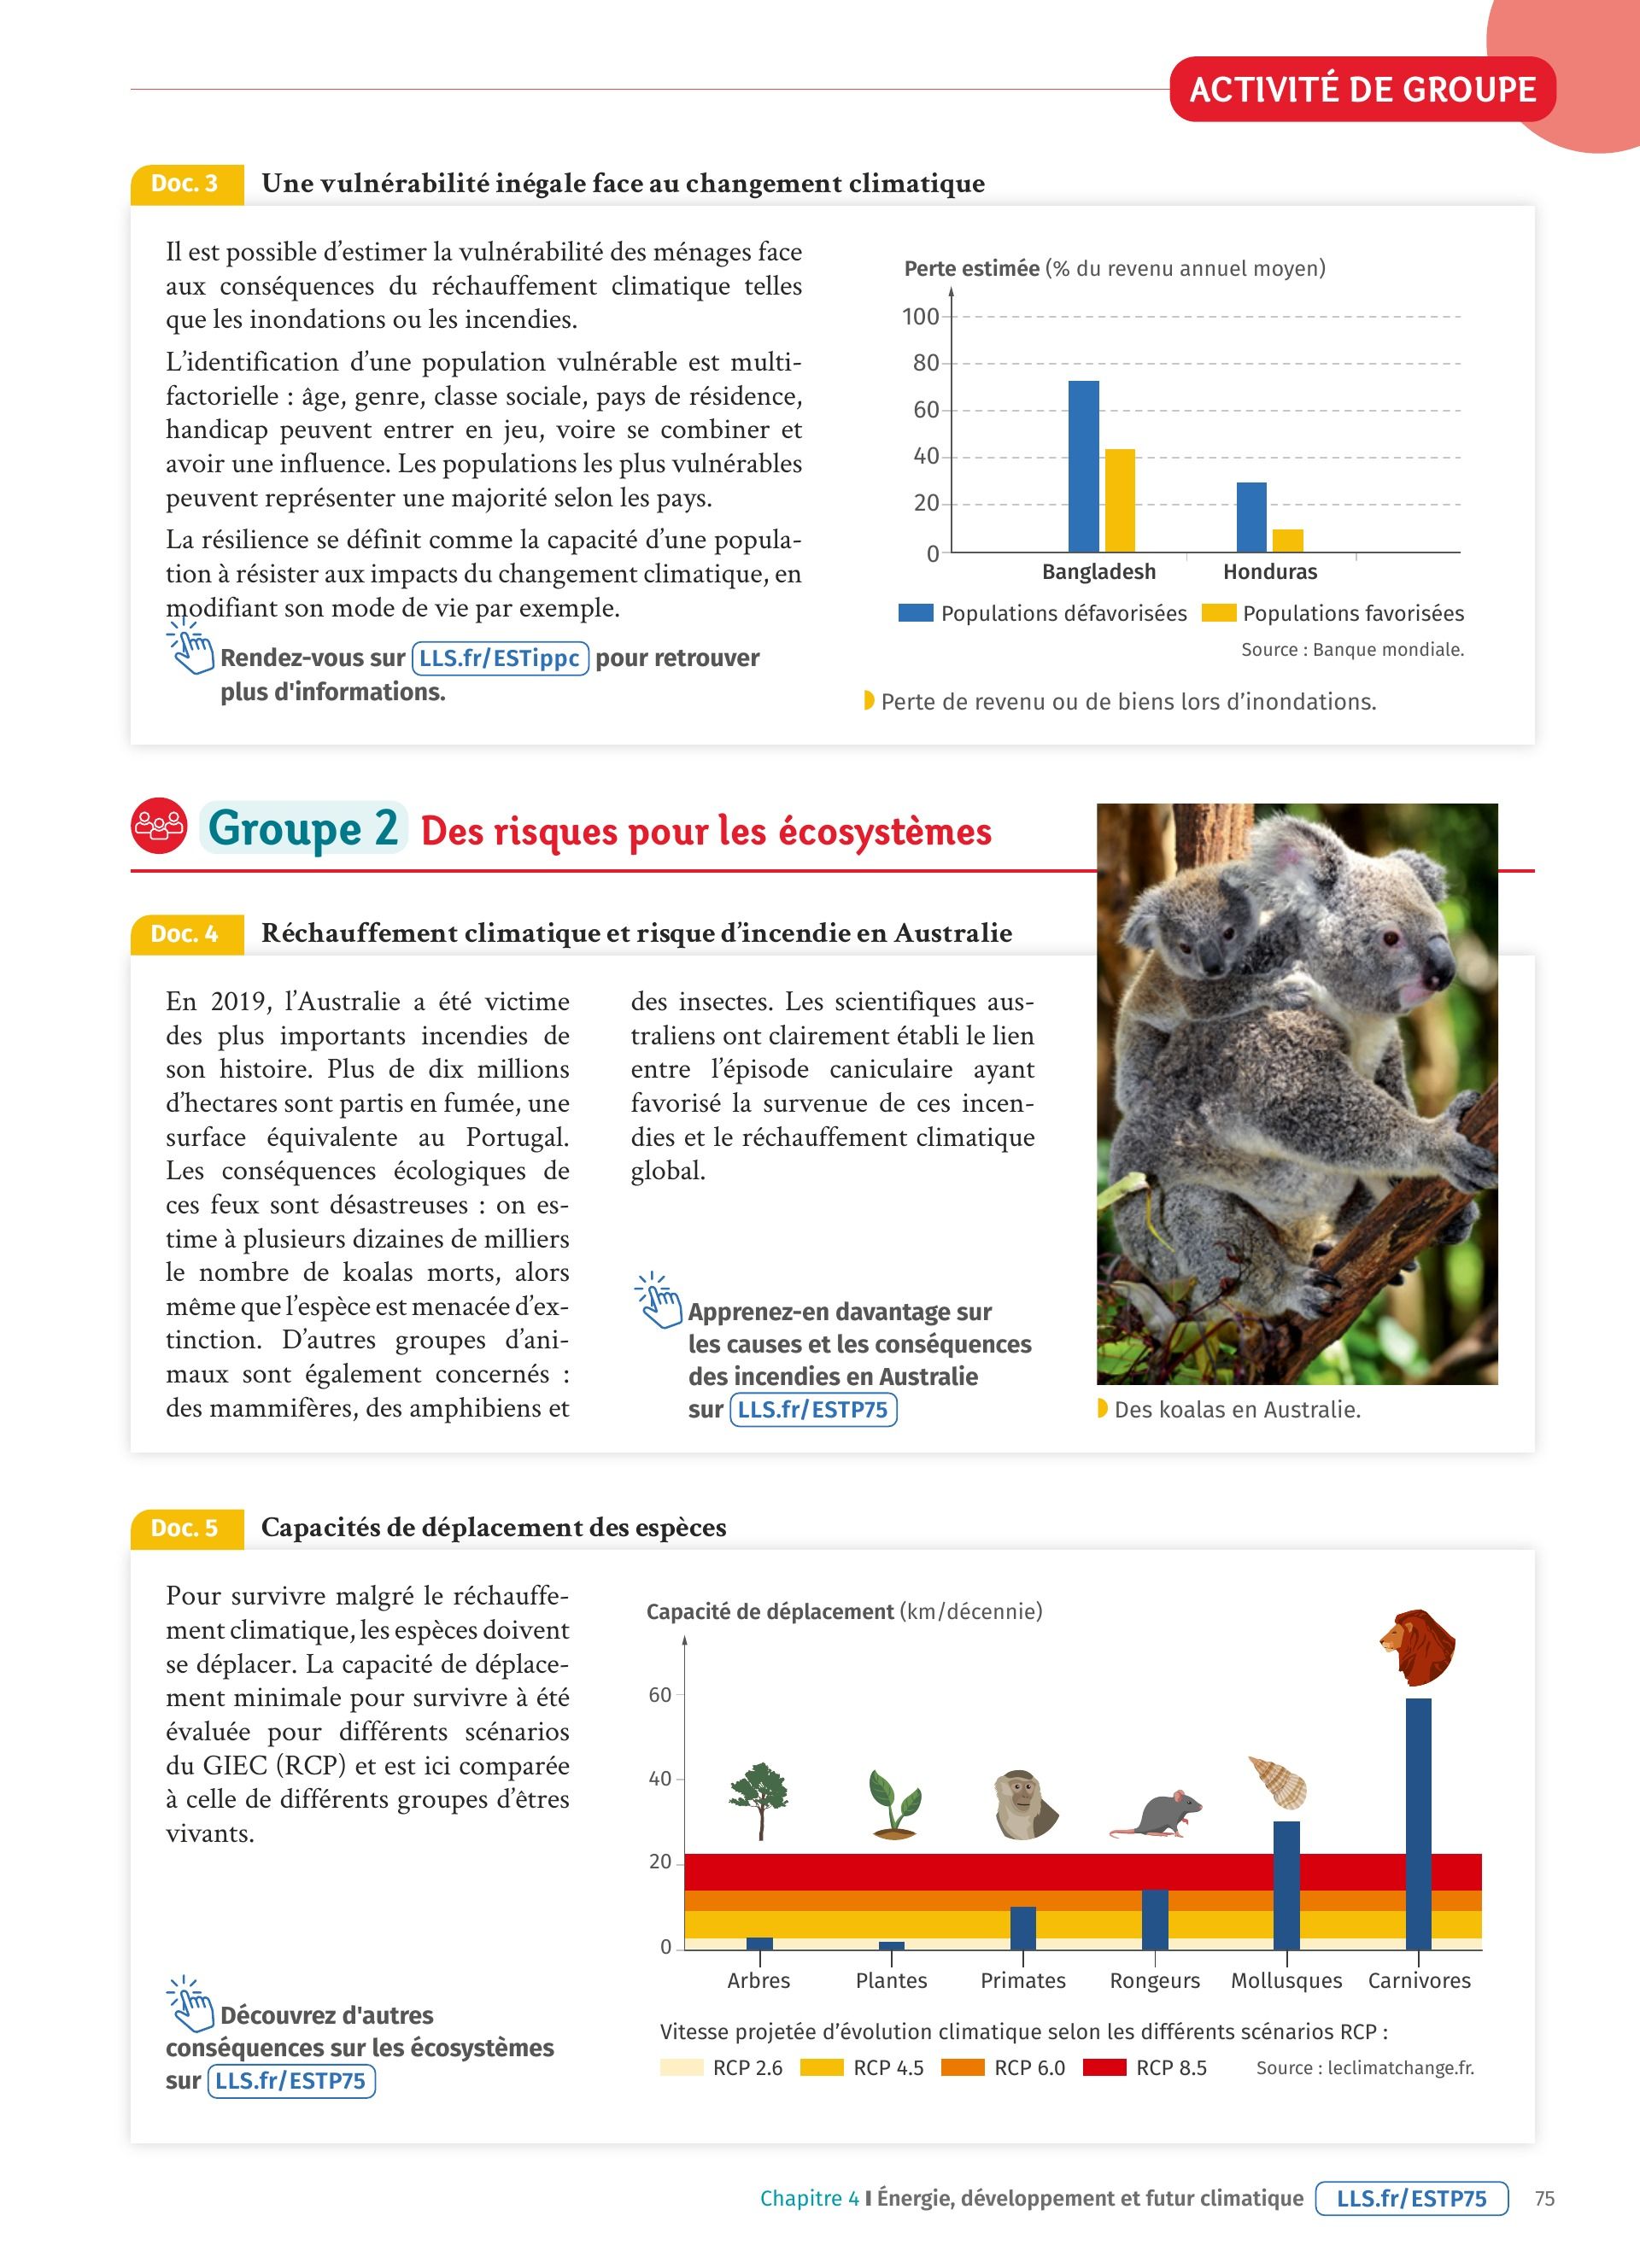 ACTIVITÉ DE GROUPE
Doc. 3
Une vulnérabilité inégale face au changement climatique
Il est possible d’estimer la vulnérabilité des ménages face
aux conséquences du réchauffement climatique telles
que les inondations ou les incendies.
L’identification d’une population vulnérable est multi-
factorielle : âge, genre, classe sociale, pays de résidence,
handicap peuvent entrer en jeu, voire se combiner et
avoir une influence. Les populations les plus vulnérables
peuvent représenter une majorité selon les pays.
La résilience se définit comme la capacité d’une popula-
tion à résister aux impacts du changement climatique, en
modifiant son mode de vie par exemple.
Rendez-vous sur LLS.fr/ESTippc pour retrouver
plus d'informations.
Perte estimée (% du revenu annuel moyen)
100
80
60
40
20
0
Bangladesh
Honduras
Populations défavorisées
Populations favorisées
Source : Banque mondiale.
Perte de revenu ou de biens lors d’inondations.
Groupe 2 Des risques pour les écosystèmes
Doc. 4
Réchauffement climatique et risque d’incendie en Australie
En 2019, l’Australie a été victime
des plus importants incendies de
son histoire. Plus de dix millions
d’hectares sont partis en fumée, une
surface équivalente au Portugal.
Les conséquences écologiques de
ces feux sont désastreuses : on es-
time à plusieurs dizaines de milliers
le nombre de koalas morts, alors
même que l’espèce est menacée d’ex-
tinction. D’autres groupes d’ani-
maux sont également concernés :
des mammifères, des amphibiens et
des insectes. Les scientifiques aus-
traliens ont clairement établi le lien
entre l’épisode caniculaire ayant
favorisé la survenue de ces incen-
dies et le réchauffement climatique
global.
Apprenez-en davantage sur
les causes et les conséquences
des incendies en Australie
sur LLS.fr/ESTP75
Des koalas en Australie.
Doc. 5
Capacités de déplacement des espèces
Pour survivre malgré le réchauffe-
ment climatique, les espèces doivent
se déplacer. La capacité de déplace-
ment minimale pour survivre à été
évaluée pour différents scénarios
du GIEC (RCP) et est ici comparée
à celle de différents groupes d’êtres
vivants.
Découvrez d'autres
conséquences sur les écosystèmes
sur LLS.fr/ESTP75
Capacité de déplacement (km/décennie)
60
40
20
0
Arbres
Plantes
Primates
Rongeurs
Mollusques
Carnivores
Vitesse projetée d’évolution climatique selon les différents scénarios RCP :
RCP 2.6
RCP 4.5
RCP 6.0
RCP 8.5
Source : leclimatchange.fr.
Chapitre 4 I Énergie, développement et futur climatique LLS.fr/ESTP75 75